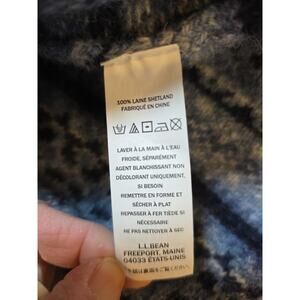 100% LAINE SHETLAND
FABRIQUÉ EN CHINE
LAVER À LA MAIN À L'EAU
FROIDE, SÉPARÉMENT
AGENT BLANCHISSANT NON
DÉCOLORANT UNIQUEMENT,
SI BESOIN
REMETTRE EN FORME ET
SÉCHER À PLAT
REPASSER À FER TIÈDE SI
NÉCESSAIRE
NE PAS NETTOYER À SEC
L.L.BEAN
FREEPORT, MAINE
04033 ÉTATS-UNIS